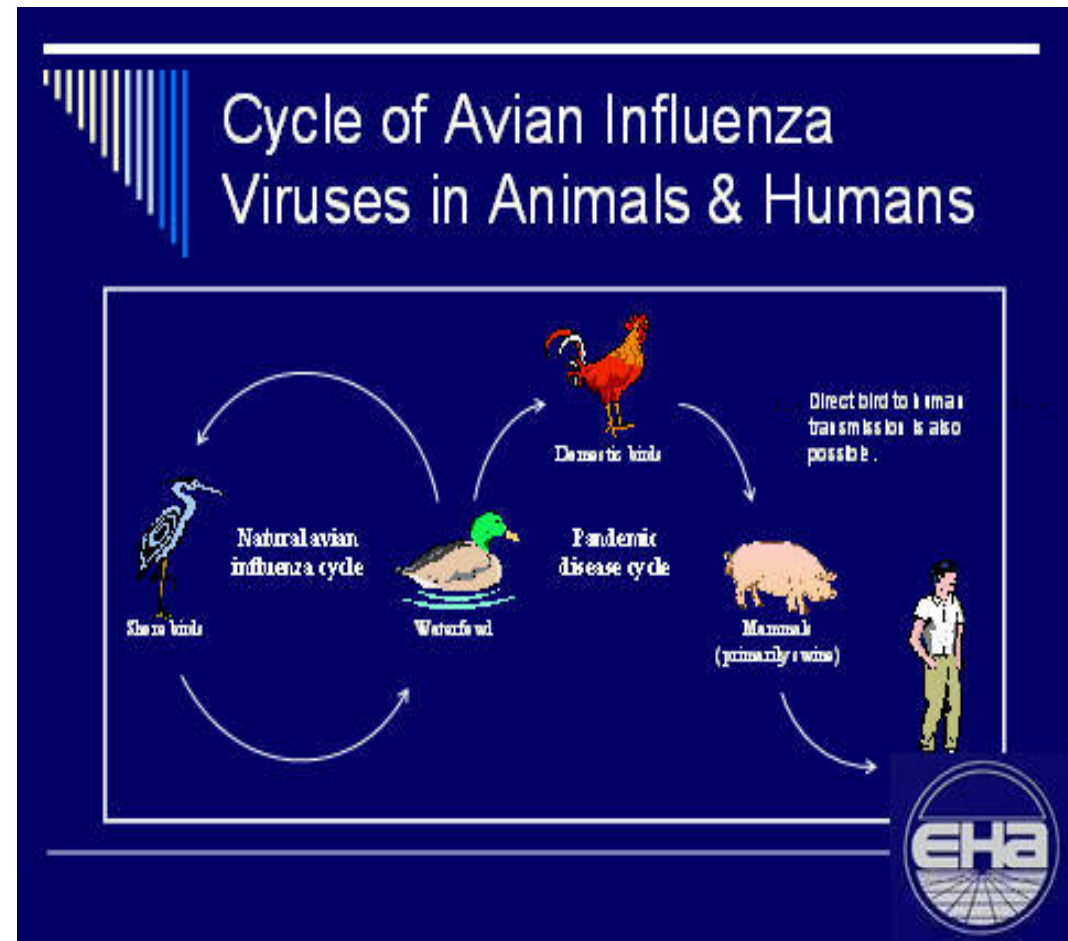 Cycle of Avian Influenza
Viruses in Animals & Humans
Direct bird to human
transmission is also
possible.
Domestic birds
Natural avian
influenza cycle
Pandemic
disease cycle
Shore birds
Waterfowl
Mammals
(primarily swine)
EHA